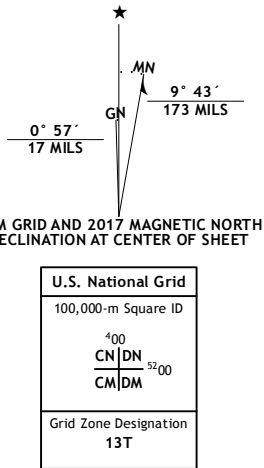 MN
GN
9° 43´
173 MILS
0° 57´
17 MILS
M GRID AND 2017 MAGNETIC NORTH
ECLINATION AT CENTER OF SHEET
U.S. National Grid
100,000-m Square ID
400
CN DN
5200
CM DM
Grid Zone Designation
13T